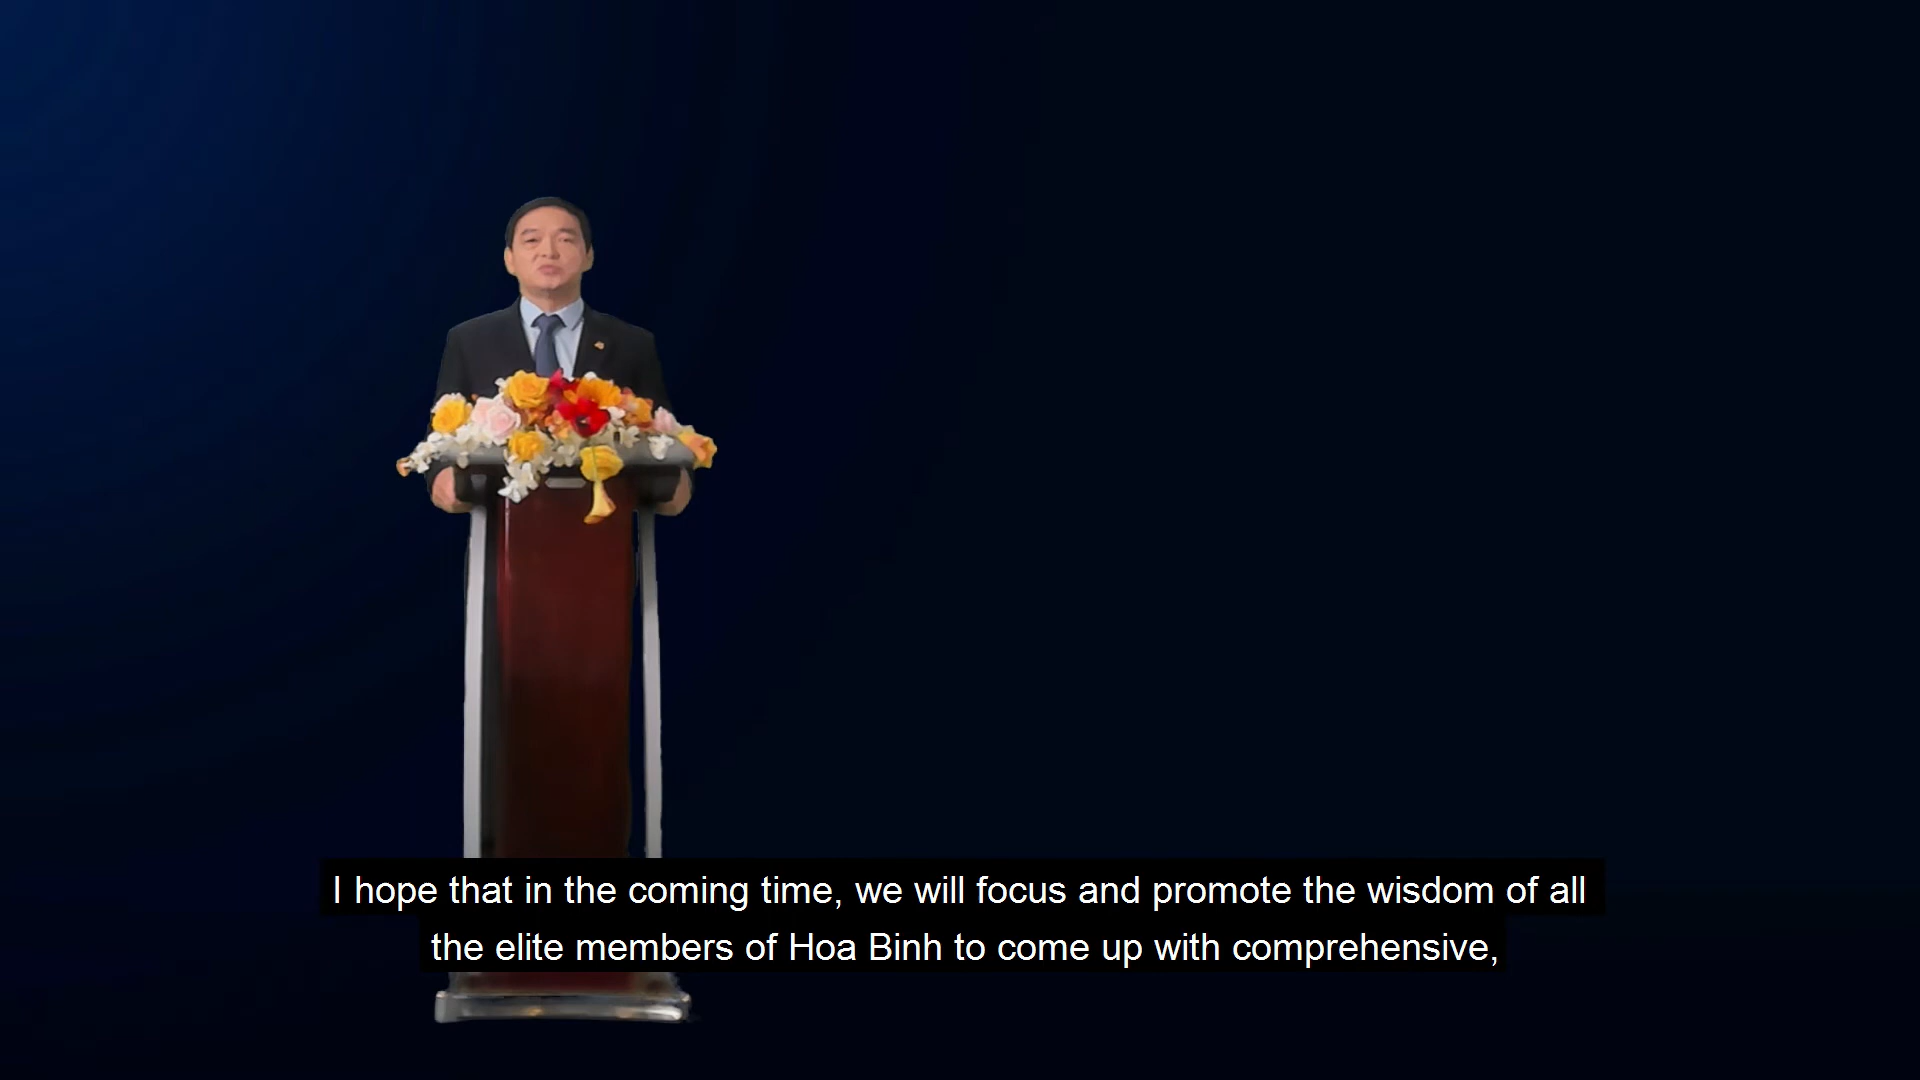 I hope that in the coming time, we will focus and promote the wisdom of all
the elite members of Hoa Binh to come up with comprehensive,